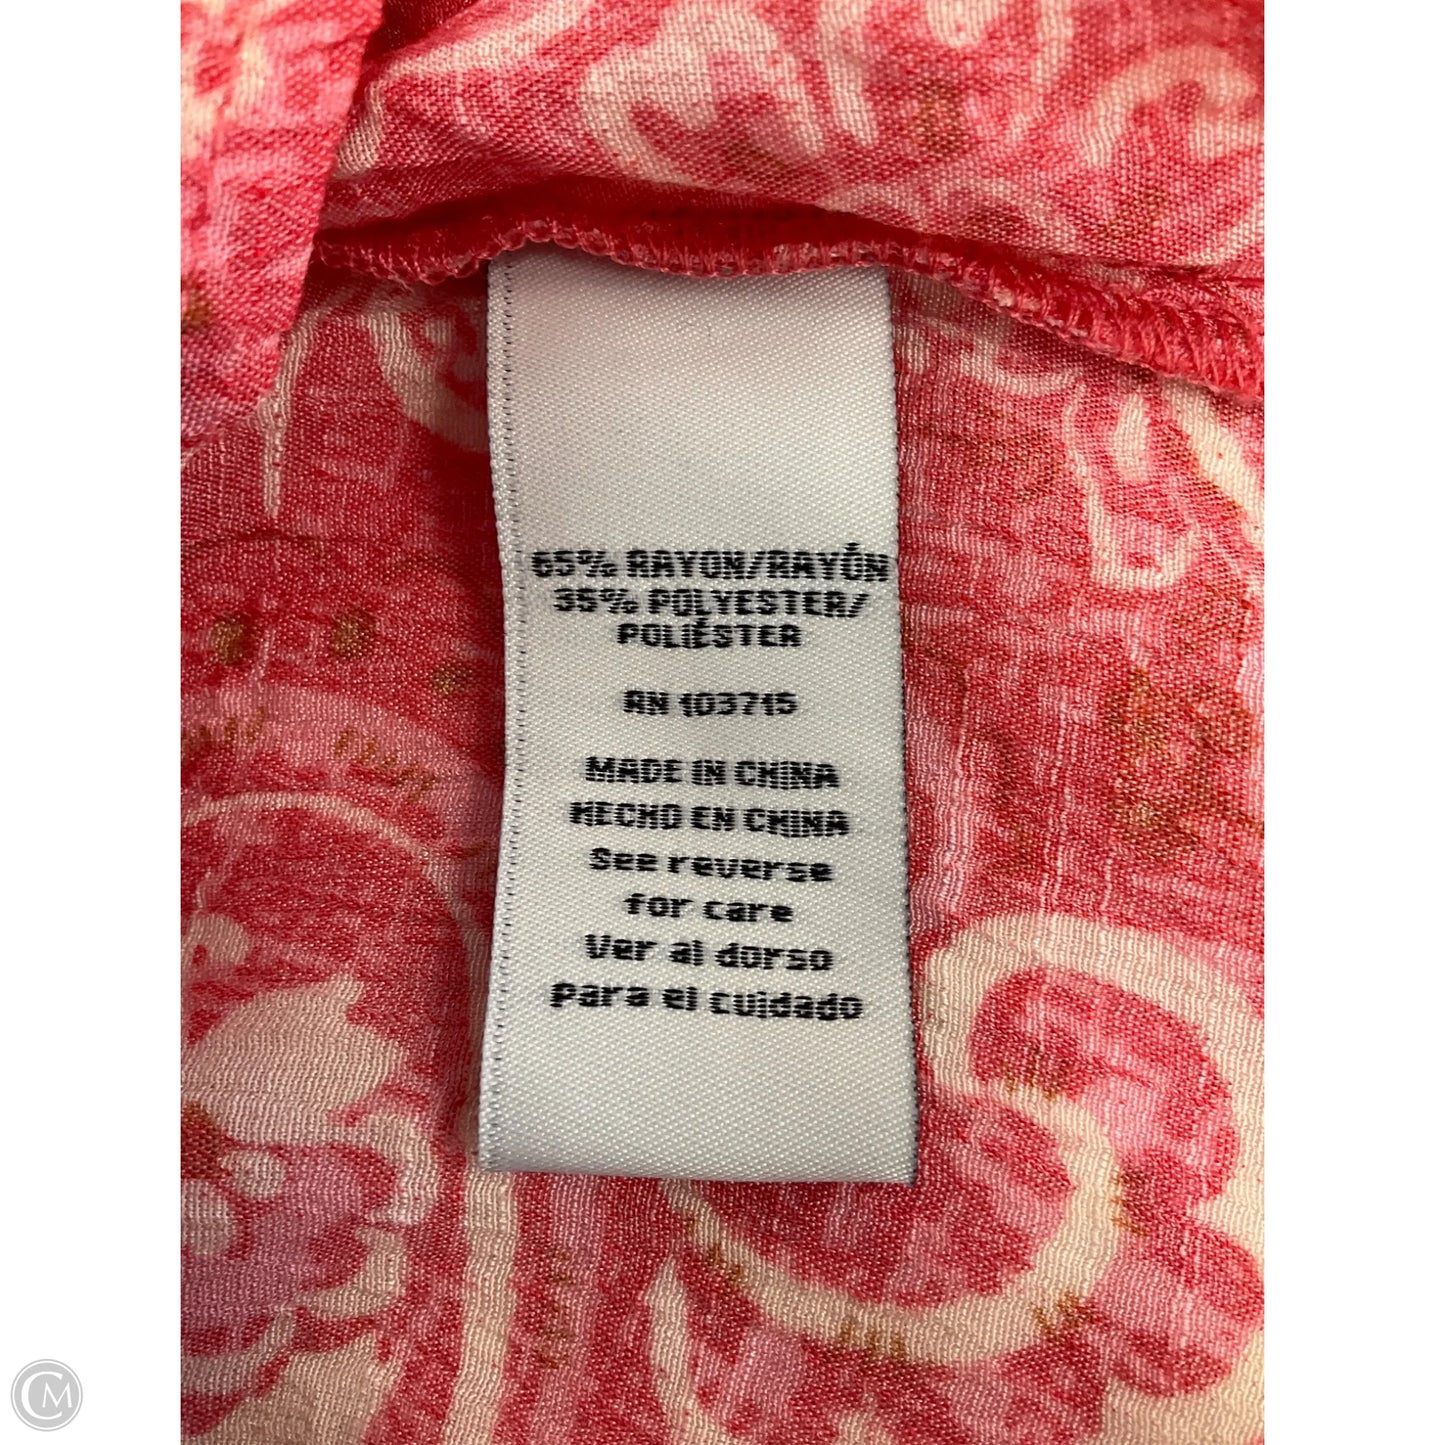 65% RAYON/RAYÓN
35% POLYESTER/
POLIÉSTER
RN 103715
MADE IN CHINA
HECHO EN CHINA
See reverse
for care
Ver al dorso
para el cuidado
CM